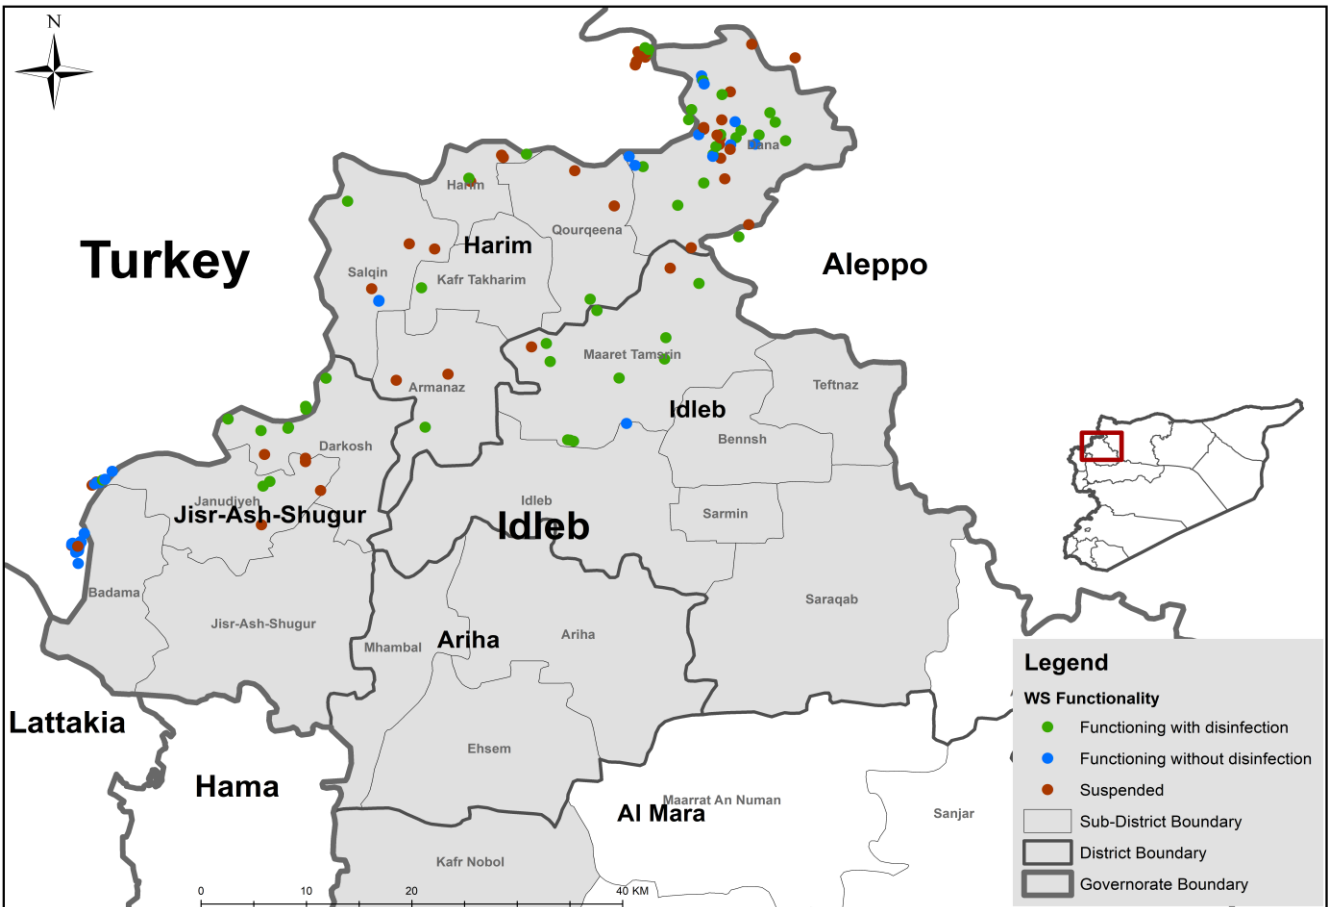 N
Dana
Harim
Turkey
Qourqeena
Harim
Aleppo
Salqin
Kafr Takharim
Maaret Tamsrin
Armanaz
Teftnaz
Idleb
Bennsh
Darkosh
Janudiyeh
Idleb
Jisr-Ash-Shugur
Sarmin
Idleb
Badama
Saraqab
Jisr-Ash-Shugur
Ariha
Mhambal
Ariha
Lattakia
Ehsem
Hama
Maarrat An Numan
Al Mara
Sanjar
Kafr Nobol
0 10 20 40 KM
Legend
WS Functionality
Functioning with disinfection
Functioning without disinfection
Suspended
Sub-District Boundary
District Boundary
Governorate Boundary